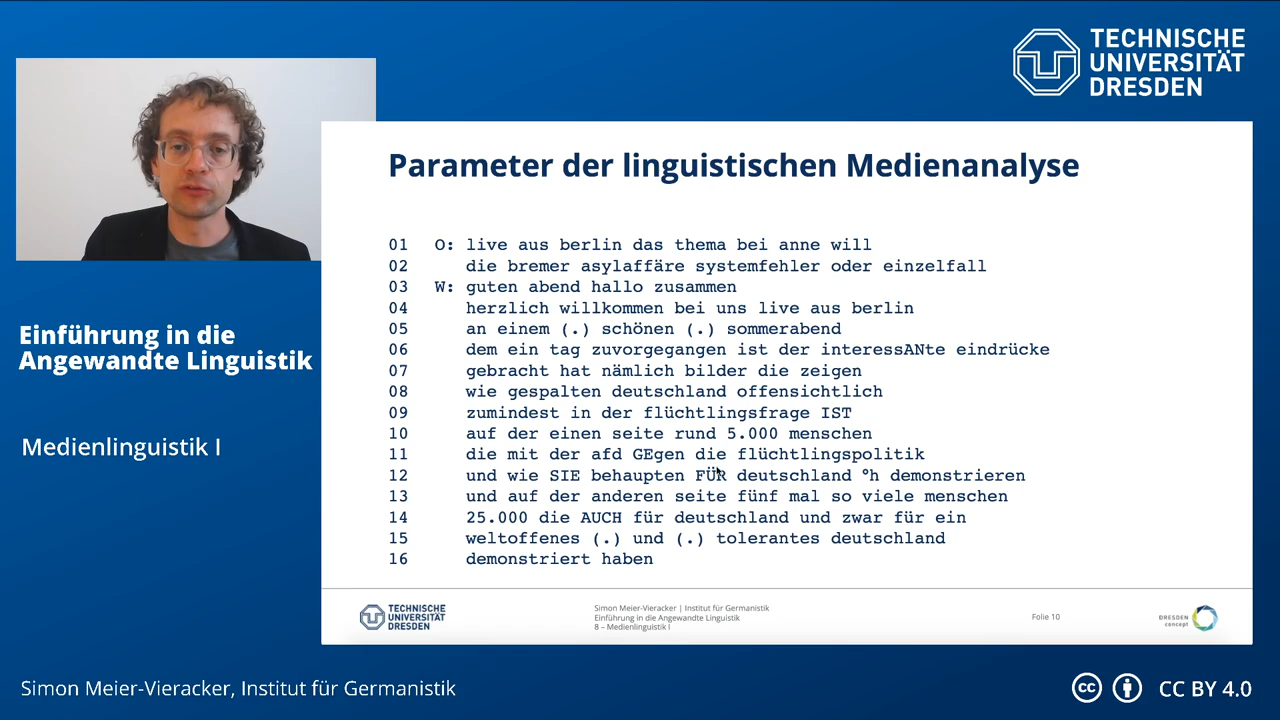 TECHNISCHE
UNIVERSITÄT
DRESDEN
Parameter der linguistischen Medienanalyse
01 O: live aus berlin das thema bei anne will
02 die bremer asylaffäre systemfehler oder einzelfall
03 W: guten abend hallo zusammen
04 herzlich willkommen bei uns live aus berlin
05 an einem (.) schönen (.) sommerabend
06 dem ein tag zuvorgegangen ist der interessANte eindrücke
07 gebracht hat nämlich bilder die zeigen
08 wie gespalten deutschland offensichtlich
09 zumindest in der flüchtlingsfrage IST
10 auf der einen seite rund 5.000 menschen
11 die mit der afd GEgen die flüchtlingspolitik
12 und wie SIE behaupten FÜR deutschland °h demonstrieren
13 und auf der anderen seite fünf mal so viele menschen
14 25.000 die AUCH für deutschland und zwar für ein
15 weltoffenes (.) und (.) tolerantes deutschland
16 demonstriert haben
Einführung in die
Angewandte Linguistik
Medienlinguistik I
TECHNISCHE
UNIVERSITÄT
DRESDEN
Simon Meier-Vieracker | Institut für Germanistik
Einführung in die Angewandte Linguistik
8 – Medienlinguistik I
Folie 10
DRESDEN
concept
Simon Meier-Vieracker, Institut für Germanistik
cc
CC BY 4.0